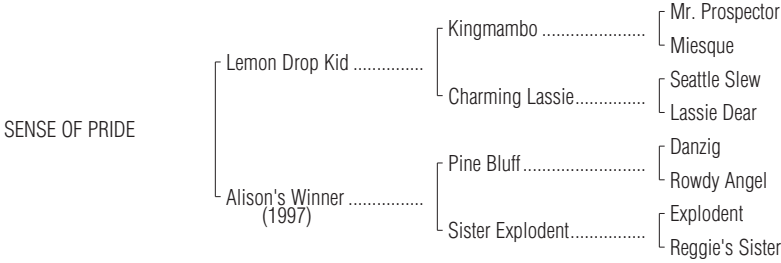 Mr. Prospector
Kingmambo ......................
Miesque
Lemon Drop Kid ...............
Seattle Slew
Charming Lassie...............
Lassie Dear
SENSE OF PRIDE
Danzig
Pine Bluff..........................
Rowdy Angel
Alison's Winner ................
(1997)
Explodent
Sister Explodent................
Reggie's Sister